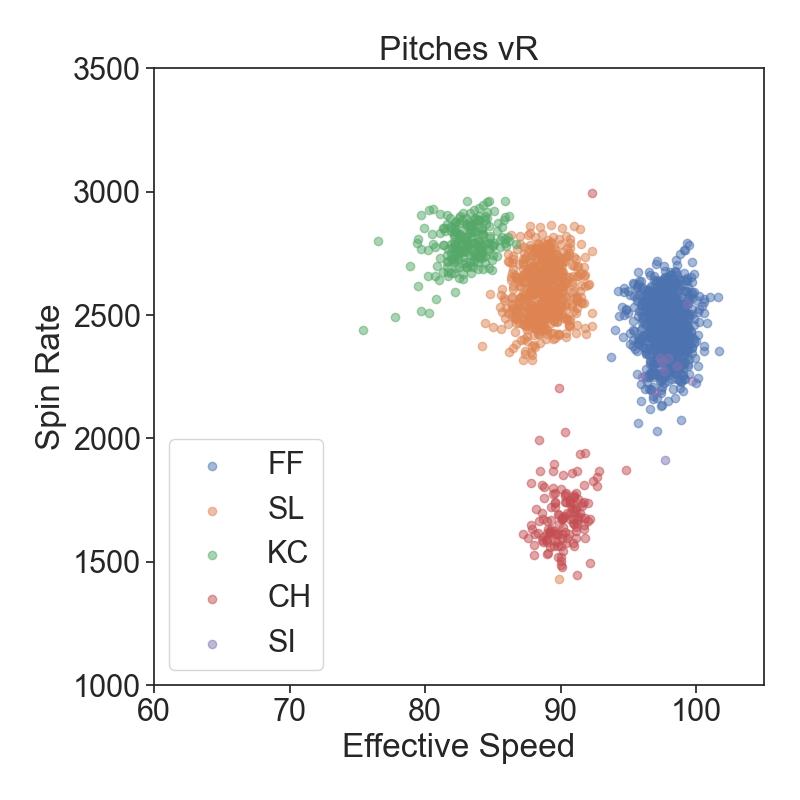 Pitches vR
3500
3000
2500
2000
1500
1000
Spin Rate
FF
SL
KC
CH
SI
60 70 80 90 100
Effective Speed